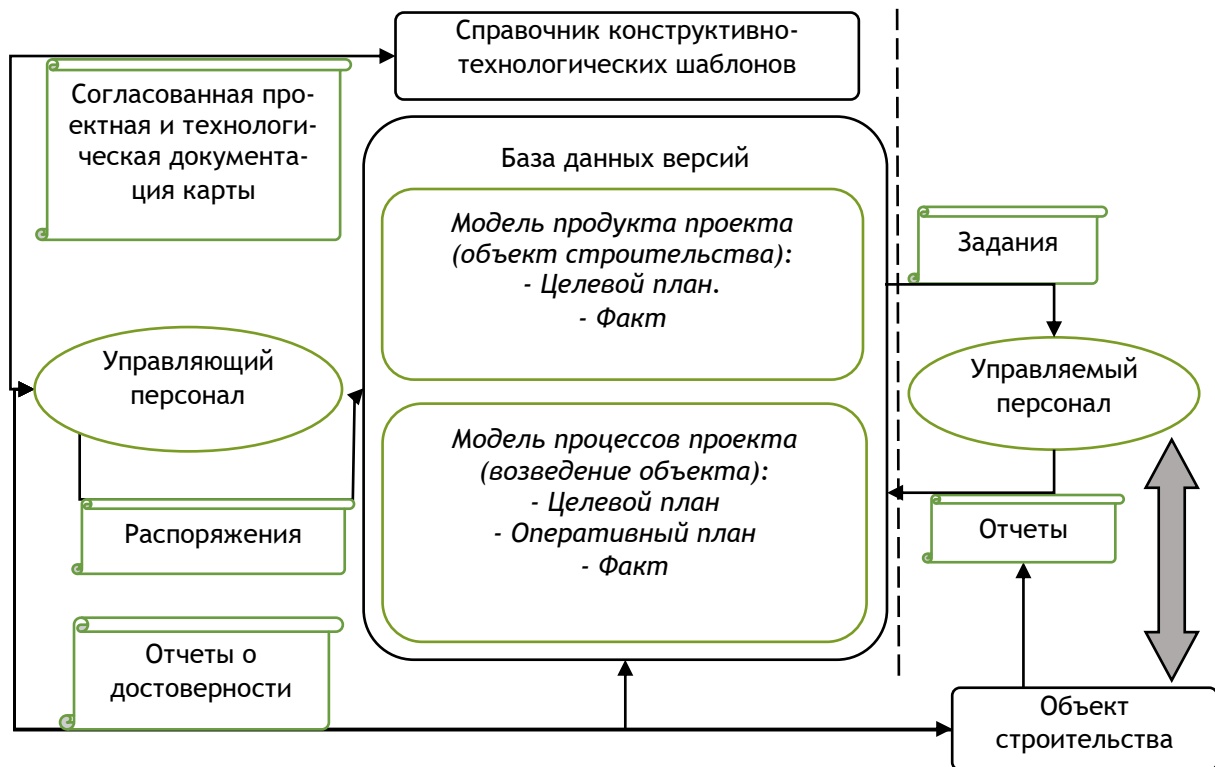 Справочник конструктивно-
технологических шаблонов
Согласованная про-
ектная и технологи-
ческая документа-
ция карты
База данных версий
Модель продукта проекта
(объект строительства):
- Целевой план.
- Факт
Задания
Управляющий
персонал
Управляемый
персонал
Модель процессов проекта
(возведение объекта):
- Целевой план
- Оперативный план
- Факт
Распоряжения
Отчеты
Отчеты о
достоверности
Объект
строительства